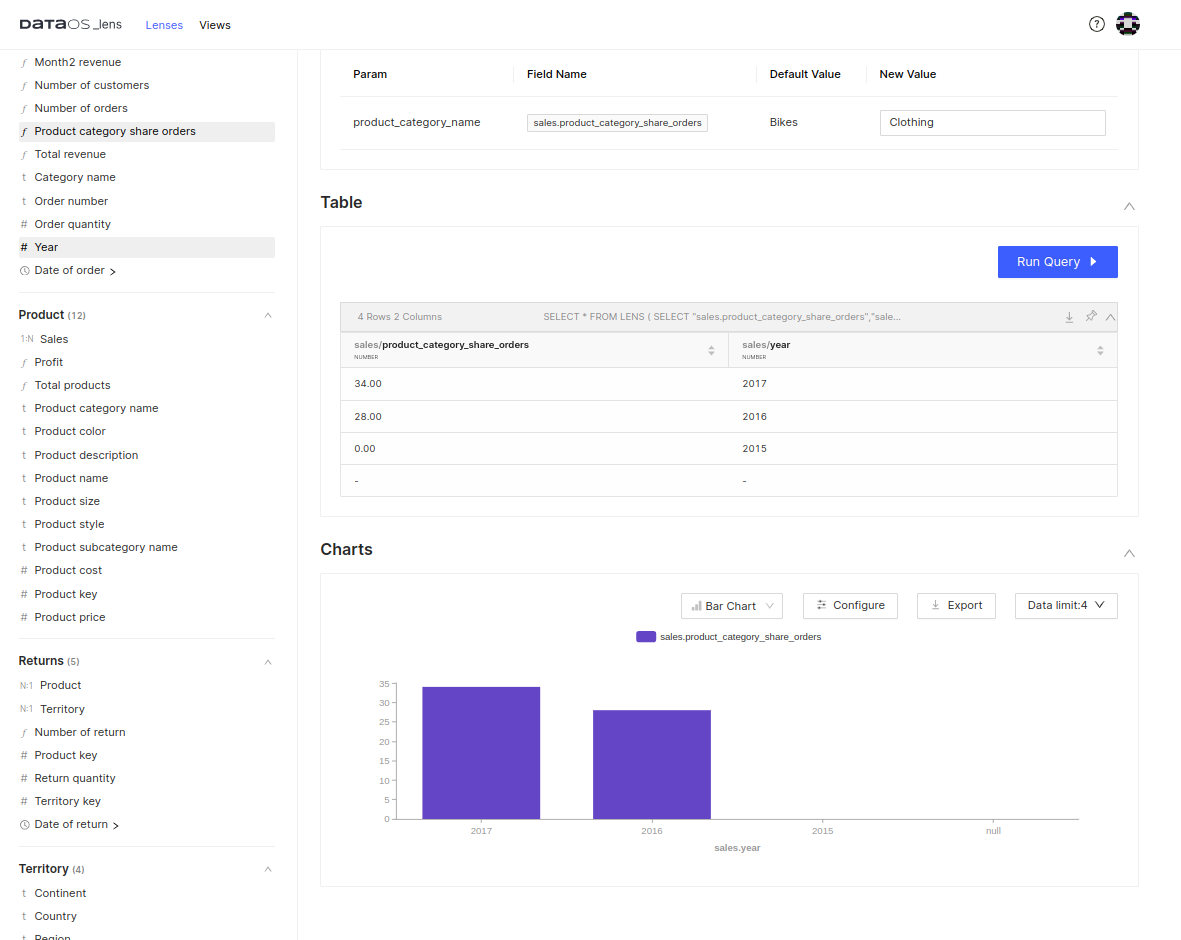 DATAOS_lens Lenses Views ?
f Month2 revenue
f Number of customers
f Number of orders
f Product category share orders
f Total revenue
t Category name
t Order number
# Order quantity
# Year
Date of order >
Product (12)
1:N Sales
f Profit
f Total products
t Product category name
t Product color
t Product description
t Product name
t Product size
t Product style
t Product subcategory name
# Product cost
# Product key
# Product price
Returns (5)
N:1 Product
N:1 Territory
f Number of return
# Product key
# Return quantity
# Territory key
Date of return >
Territory (4)
t Continent
t Country
t Region
Param Field Name Default Value New Value
product_category_name sales.product_category_share_orders Bikes Clothing
Table
Run Query
4 Rows 2 Columns SELECT * FROM LENS ( SELECT "sales.product_category_share_orders","sale...
sales/product_category_share_orders sales/year
NUMBER NUMBER
34.00 2017
28.00 2016
0.00 2015
- -
Charts
Bar Chart Configure Export Data limit:4
sales.product_category_share_orders
35
30
25
20
15
10
5
0
2017 2016 2015 null
sales.year